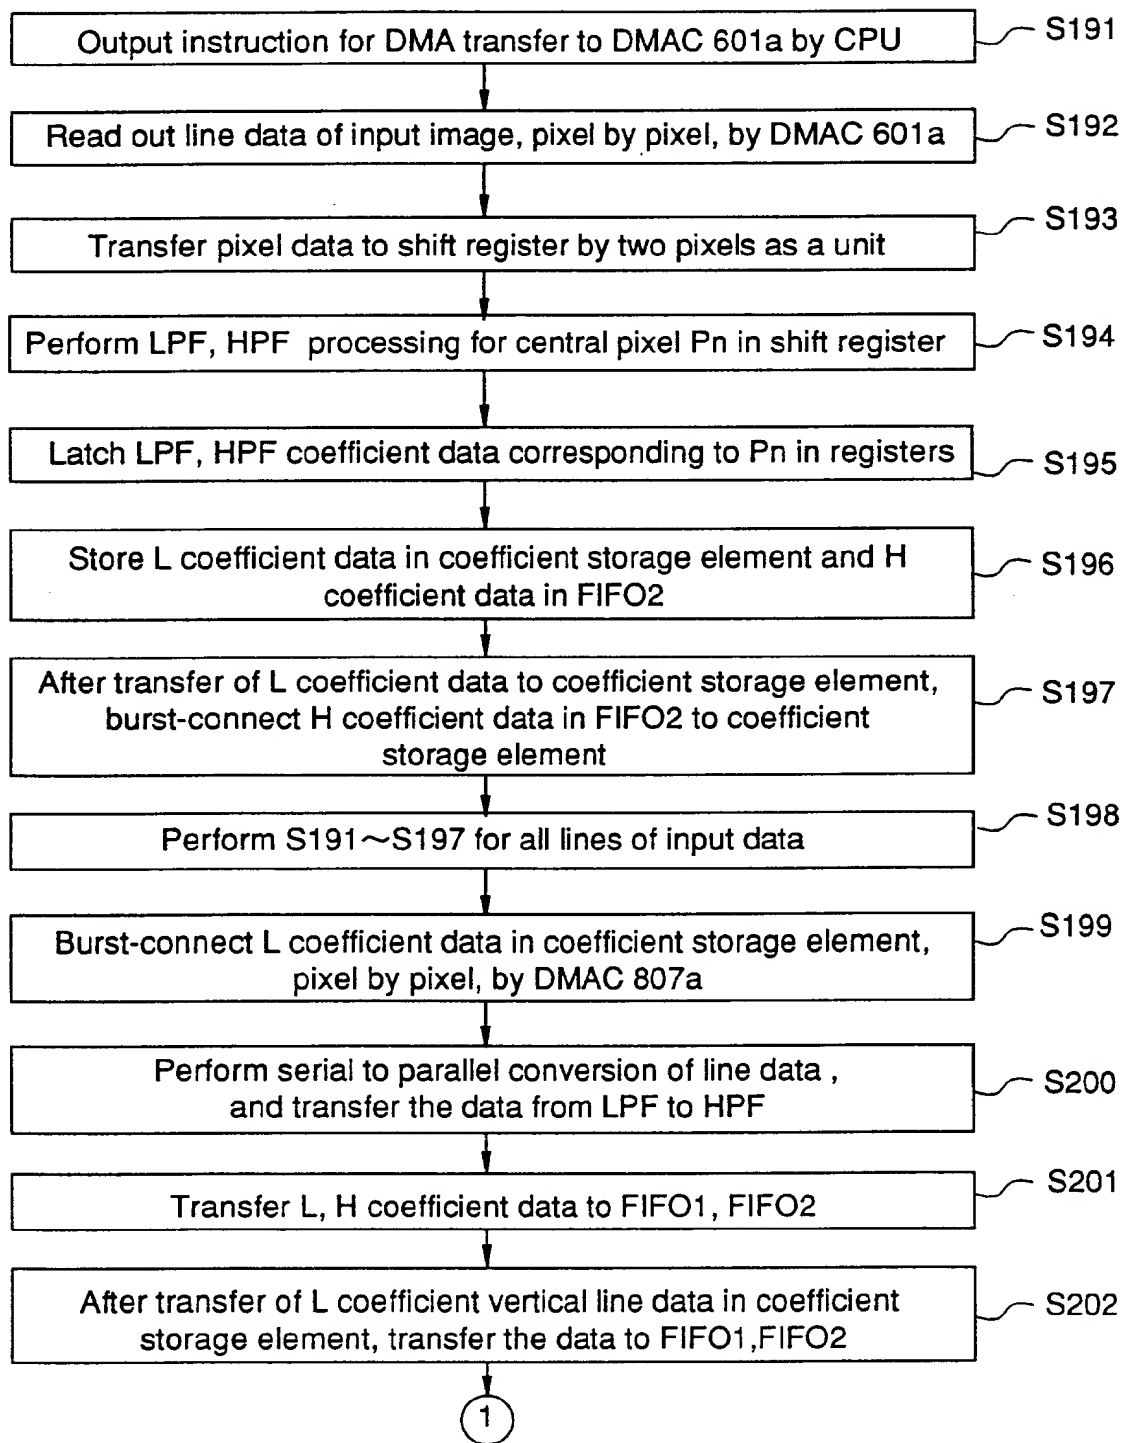 Output instruction for DMA transfer to DMAC 601a by CPU
S191
Read out line data of input image, pixel by pixel, by DMAC 601a
S192
Transfer pixel data to shift register by two pixels as a unit
S193
Perform LPF, HPF processing for central pixel Pn in shift register
S194
Latch LPF, HPF coefficient data corresponding to Pn in registers
S195
Store L coefficient data in coefficient storage element and H
coefficient data in FIFO2
S196
After transfer of L coefficient data to coefficient storage element,
burst-connect H coefficient data in FIFO2 to coefficient
storage element
S197
Perform S191～S197 for all lines of input data
S198
Burst-connect L coefficient data in coefficient storage element,
pixel by pixel, by DMAC 807a
S199
Perform serial to parallel conversion of line data ,
and transfer the data from LPF to HPF
S200
Transfer L, H coefficient data to FIFO1, FIFO2
S201
After transfer of L coefficient vertical line data in coefficient
storage element, transfer the data to FIFO1,FIFO2
S202
1